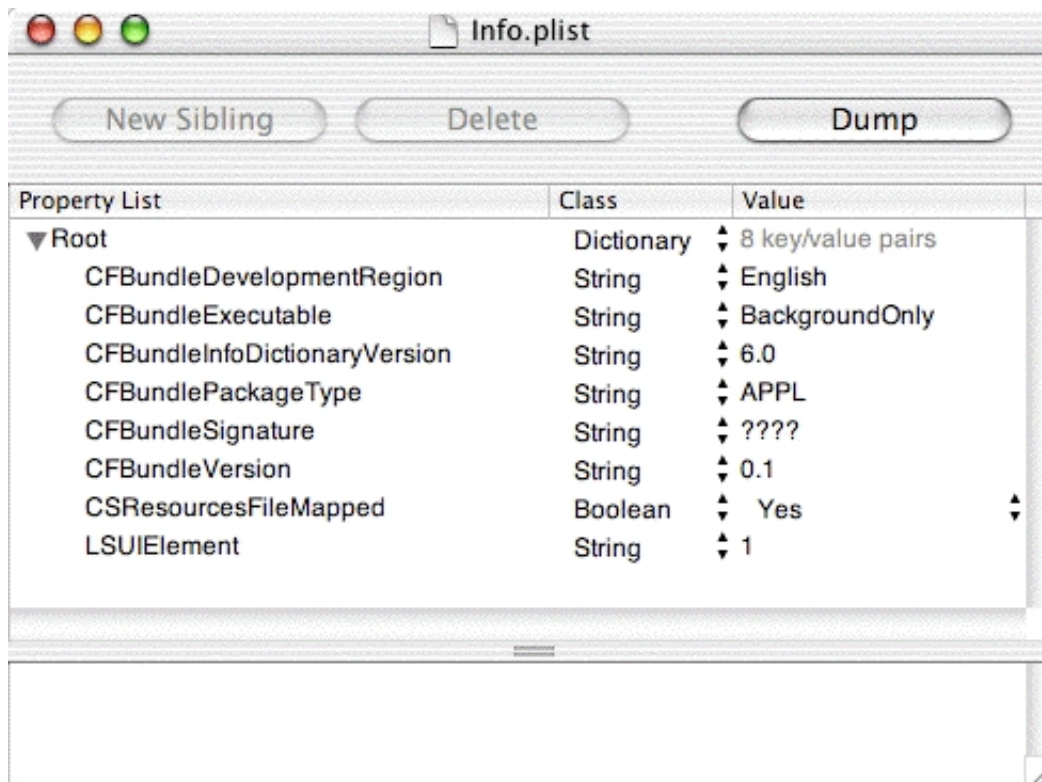 Info.plist
New Sibling Delete Dump
Property List Class Value
Root Dictionary 8 key/value pairs
CFBundleDevelopmentRegion String English
CFBundleExecutable String BackgroundOnly
CFBundleInfoDictionaryVersion String 6.0
CFBundlePackageType String APPL
CFBundleSignature String ????
CFBundleVersion String 0.1
CSResourcesFileMapped Boolean Yes
LSUIElement String 1